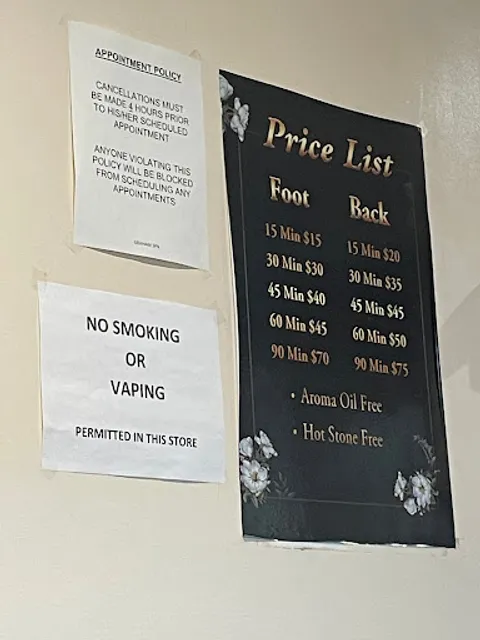 APPOINTMENT POLICY
CANCELLATIONS MUST
BE MADE 4 HOURS PRIOR
TO HIS/HER SCHEDULED
APPOINTMENT
ANYONE VIOLATING THIS
POLICY WILL BE BLOCKED
FROM SCHEDULING ANY
APPOINTMENTS
NO SMOKING
OR
VAPING
PERMITTED IN THIS STORE
Price List
Foot Back
15 Min $15 15 Min $20
30 Min $30 30 Min $35
45 Min $40 45 Min $45
60 Min $45 60 Min $50
90 Min $70 90 Min $75
• Aroma Oil Free
• Hot Stone Free